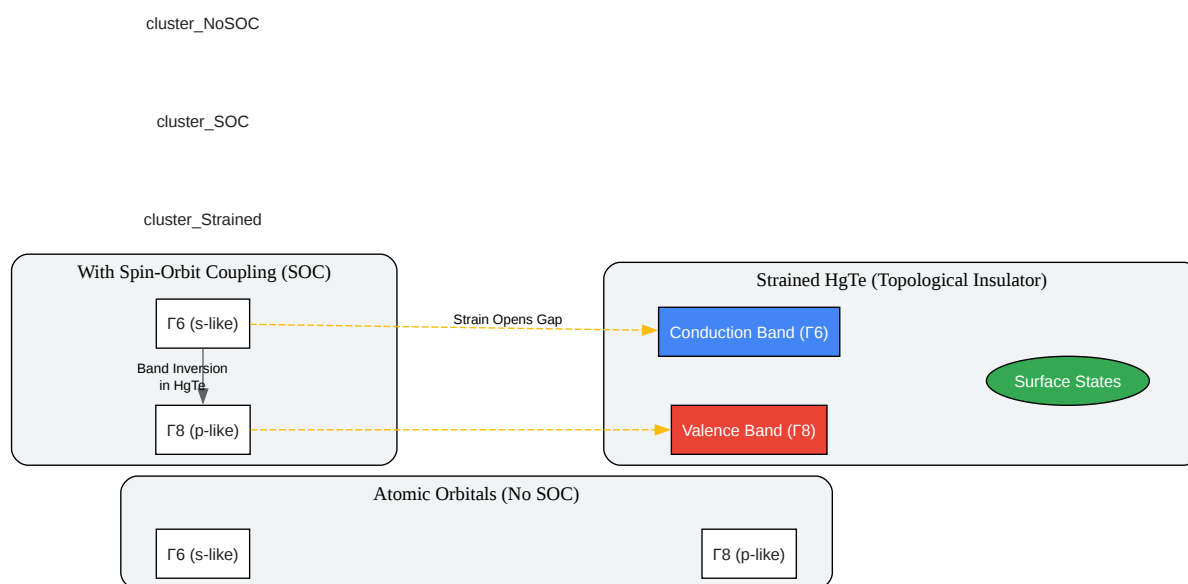 cluster_NoSOC
cluster_SOC
cluster_Strained
With Spin-Orbit Coupling (SOC)
Γ6 (s-like)
Band Inversion
in HgTe
Γ8 (p-like)
Strain Opens Gap
Strained HgTe (Topological Insulator)
Conduction Band (Γ6)
Surface States
Valence Band (Γ8)
Atomic Orbitals (No SOC)
Γ6 (s-like)
Γ8 (p-like)